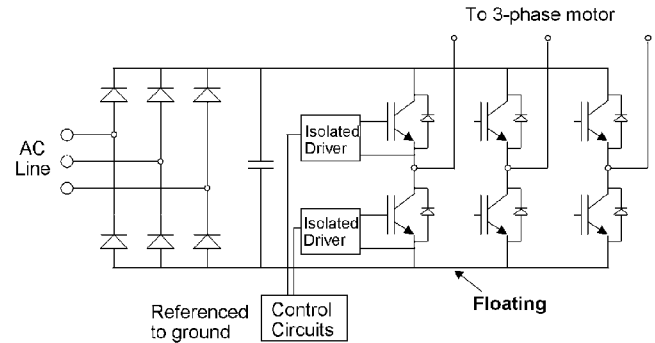 To 3-phase motor
AC
Line
Isolated
Driver
Isolated
Driver
Floating
Referenced
to ground
Control
Circuits